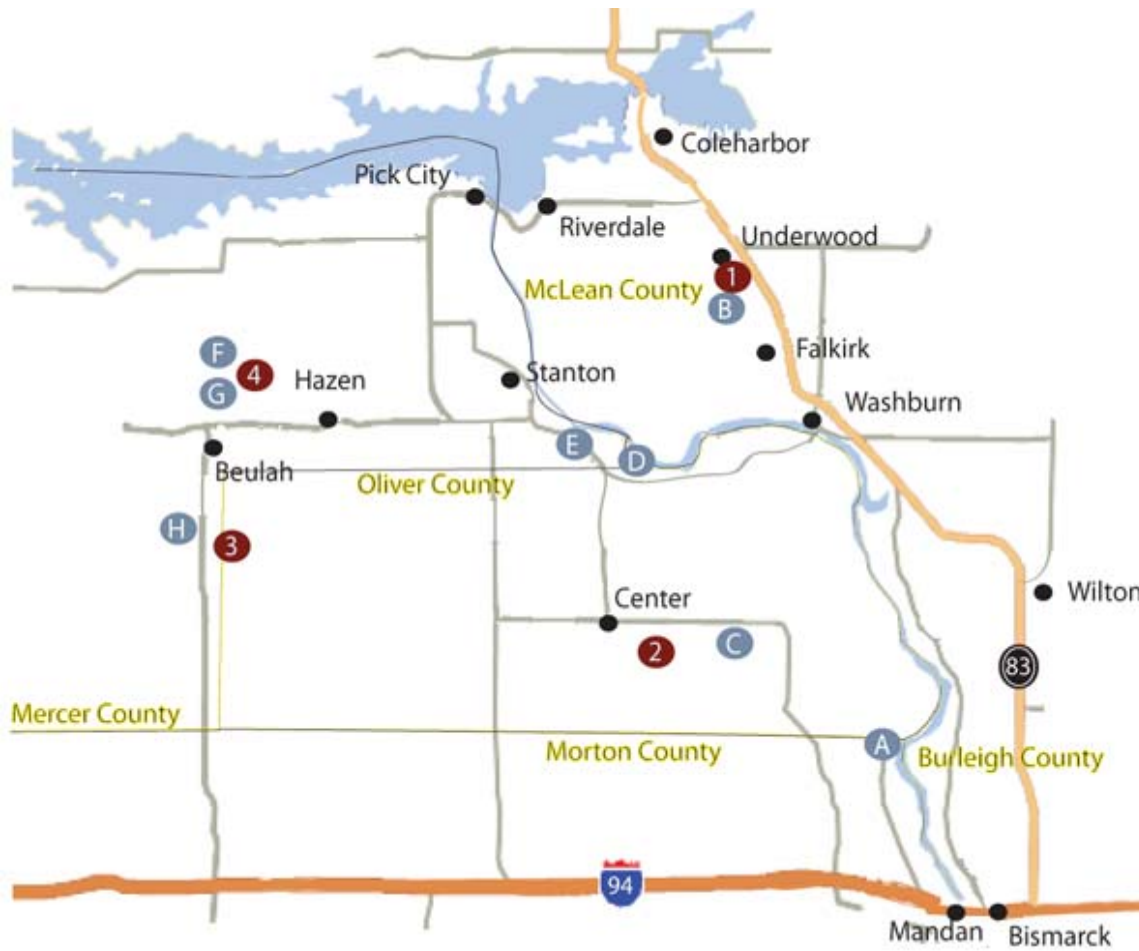 Coleharbor
Pick City
Riverdale
Underwood
1
McLean County
B
F
Falkirk
4
Hazen
Stanton
G
Washburn
E
Beulah
D
Oliver County
H
3
Center
Wilton
2
C
83
Mercer County
Morton County
A
Burleigh County
94
Mandan
Bismarck